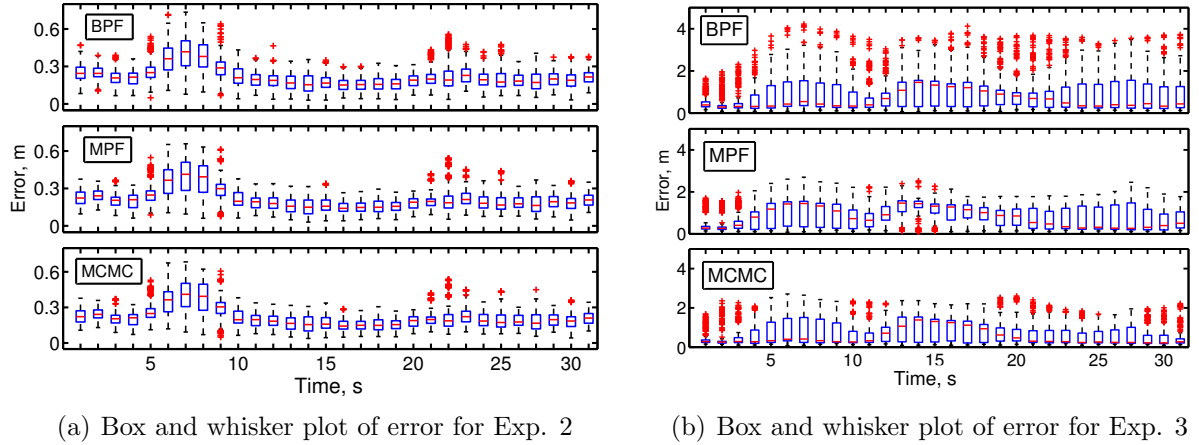 BPF
0.6
0.3
0
MPF
0.6
0.3
0
Error, m
MCMC
0.6
0.3
0
5 10 15 20 25 30
Time, s
(a) Box and whisker plot of error for Exp. 2
BPF
4
2
0
MPF
4
2
0
Error, m
MCMC
4
2
0
5 10 15 20 25 30
Time, s
(b) Box and whisker plot of error for Exp. 3